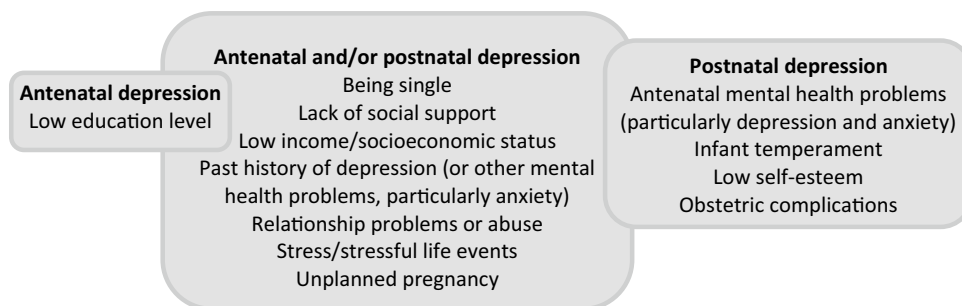 Antenatal depression
Low education level
Antenatal and/or postnatal depression
Being single
Lack of social support
Low income/socioeconomic status
Past history of depression (or other mental
health problems, particularly anxiety)
Relationship problems or abuse
Stress/stressful life events
Unplanned pregnancy
Postnatal depression
Antenatal mental health problems
(particularly depression and anxiety)
Infant temperament
Low self-esteem
Obstetric complications